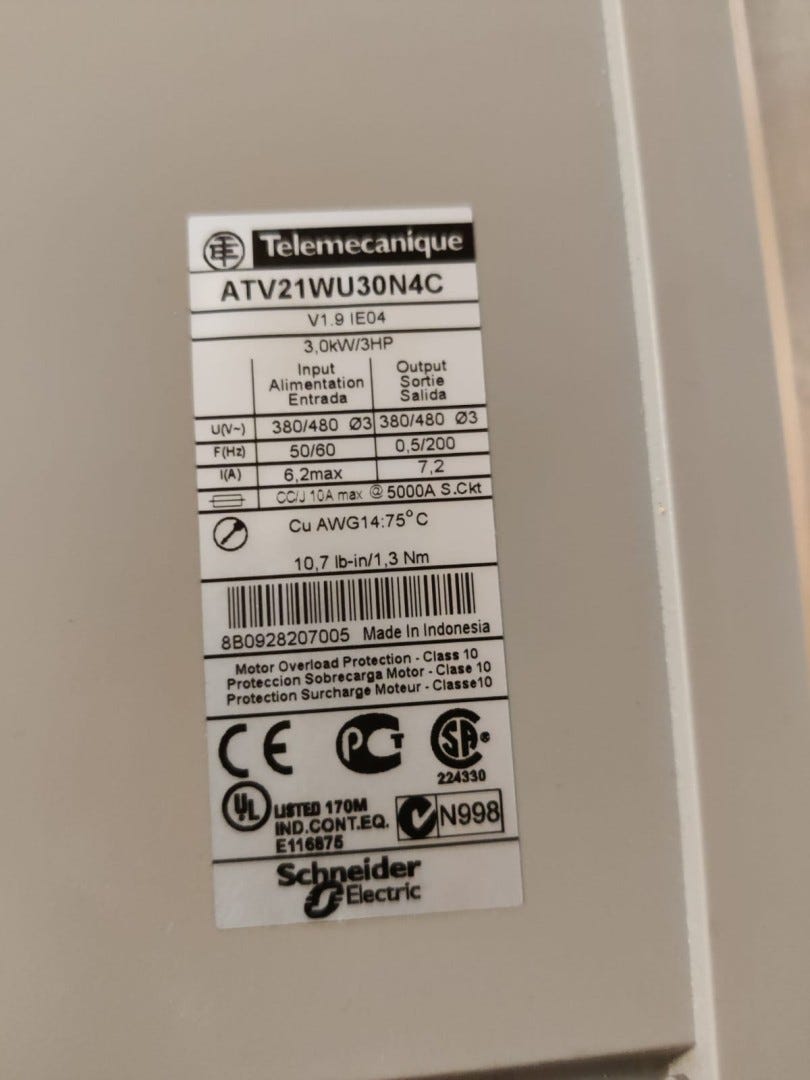 TE Telemecanique
ATV21WU30N4C
V1.9 IE04
3,0kW/3HP
Input Output
Alimentation Sortie
Entrada Salida
U(V~) 380/480 Ø3 380/480 Ø3
F(Hz) 50/60 0,5/200
I(A) 6,2max 7,2
CC/J 10A max @ 5000A S.Ckt
Cu AWG14:75°C
10,7 lb-in/1,3 Nm
8B0928207005 Made In Indonesia
Motor Overload Protection - Class 10
Proteccion Sobrecarga Motor - Clase 10
Protection Surcharge Moteur - Classe10
CE PCT SA®
224330
UL LISTED 170M
IND.CONT.EQ.
E116875
N998
Schneider
Electric